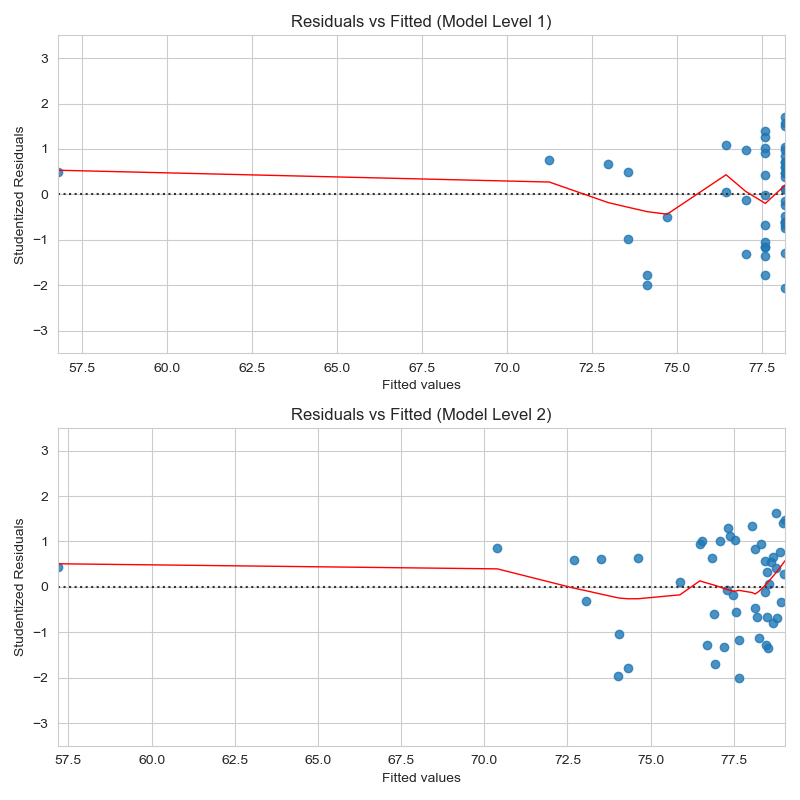 Residuals vs Fitted (Model Level 1)
3
2
1
0
−1
−2
−3
Studentized Residuals
57.5 60.0 62.5 65.0 67.5 70.0 72.5 75.0 77.5
Fitted values
Residuals vs Fitted (Model Level 2)
3
2
1
0
−1
−2
−3
Studentized Residuals
57.5 60.0 62.5 65.0 67.5 70.0 72.5 75.0 77.5
Fitted values